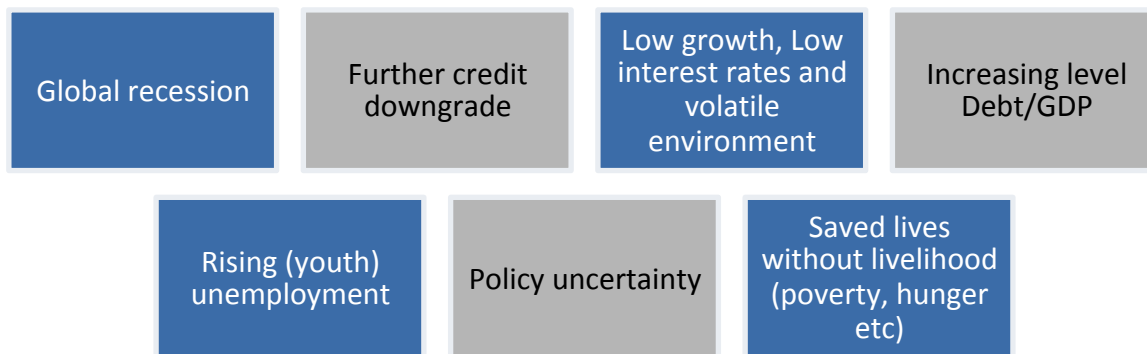 Global recession
Further credit
downgrade
Low growth, Low
interest rates and
volatile
environment
Increasing level
Debt/GDP
Rising (youth)
unemployment
Policy uncertainty
Saved lives
without livelihood
(poverty, hunger
etc)